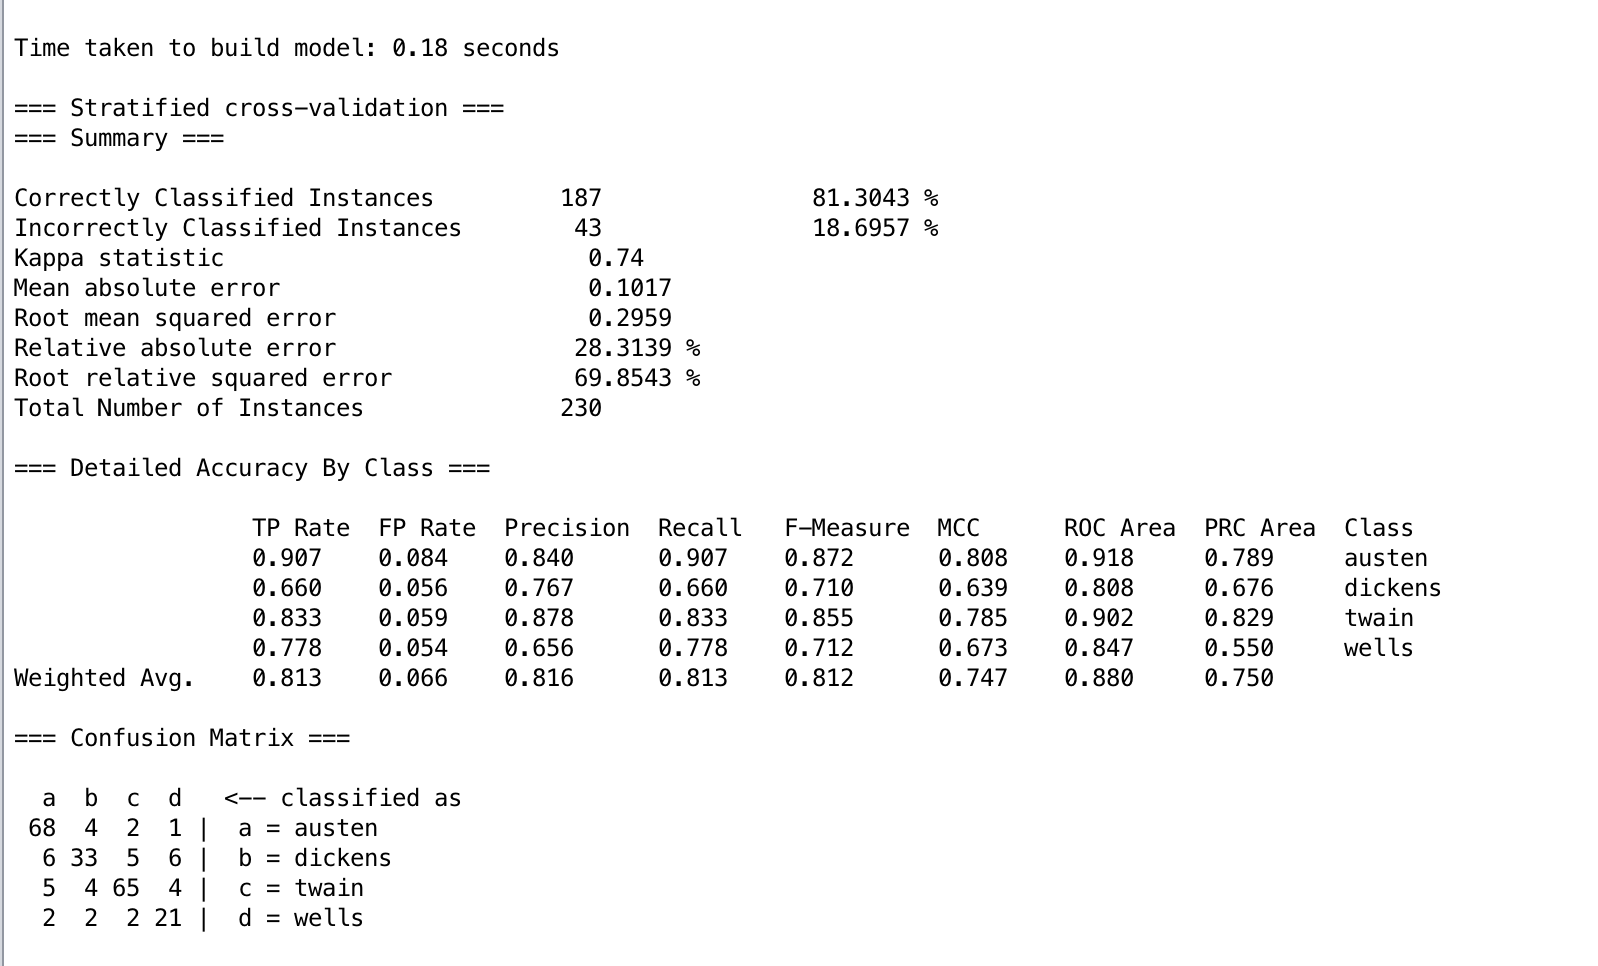 Time taken to build model: 0.18 seconds
=== Stratified cross-validation ===
=== Summary ===
Correctly Classified Instances         187               81.3043 %
Incorrectly Classified Instances        43               18.6957 %
Kappa statistic                          0.74
Mean absolute error                      0.1017
Root mean squared error                  0.2959
Relative absolute error                 28.3139 %
Root relative squared error             69.8543 %
Total Number of Instances              230
=== Detailed Accuracy By Class ===
                 TP Rate  FP Rate  Precision  Recall   F-Measure  MCC      ROC Area  PRC Area  Class
                 0.907    0.084    0.840      0.907    0.872      0.808    0.918     0.789     austen
                 0.660    0.056    0.767      0.660    0.710      0.639    0.808     0.676     dickens
                 0.833    0.059    0.878      0.833    0.855      0.785    0.902     0.829     twain
                 0.778    0.054    0.656      0.778    0.712      0.673    0.847     0.550     wells
Weighted Avg.    0.813    0.066    0.816      0.813    0.812      0.747    0.880     0.750
=== Confusion Matrix ===
  a  b  c  d   <-- classified as
 68  4  2  1 |  a = austen
  6 33  5  6 |  b = dickens
  5  4 65  4 |  c = twain
  2  2  2 21 |  d = wells